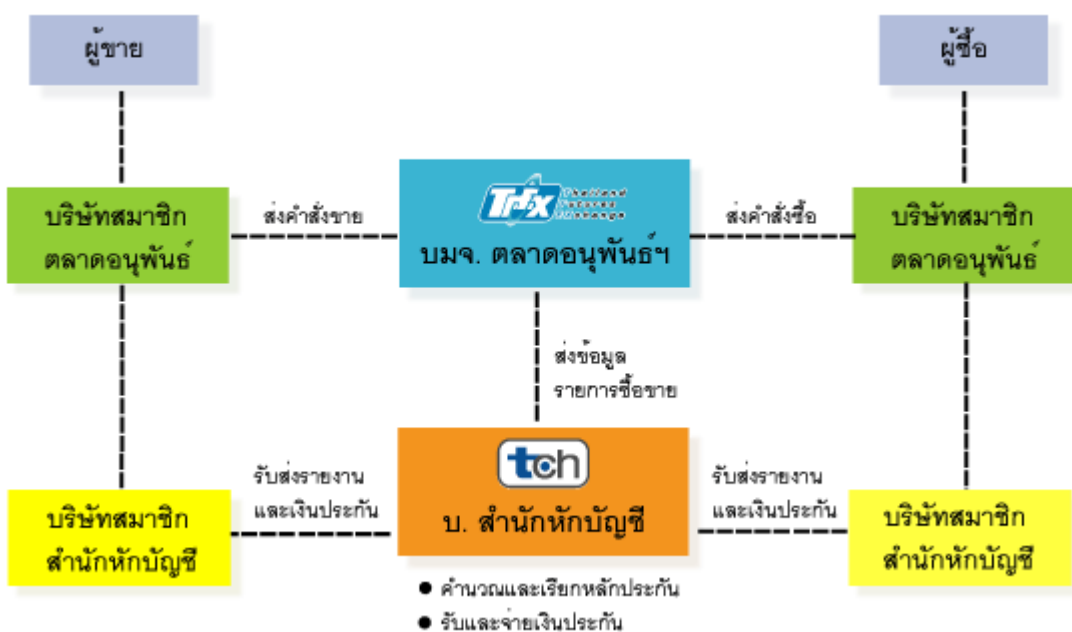 ผู้ขาย
ผู้ซื้อ
บริษัทสมาชิก
ตลาดอนุพันธ์
ส่งคำสั่งขาย
TFEX Thailand
Futures
Exchange
บมจ. ตลาดอนุพันธ์ฯ
ส่งคำสั่งซื้อ
บริษัทสมาชิก
ตลาดอนุพันธ์
ส่งข้อมูล
รายการซื้อขาย
บริษัทสมาชิก
สำนักหักบัญชี
รับส่งรายงาน
และเงินประกัน
tch
บ. สำนักหักบัญชี
รับส่งรายงาน
และเงินประกัน
บริษัทสมาชิก
สำนักหักบัญชี
● คำนวณและเรียกหลักประกัน
● รับและจ่ายเงินประกัน